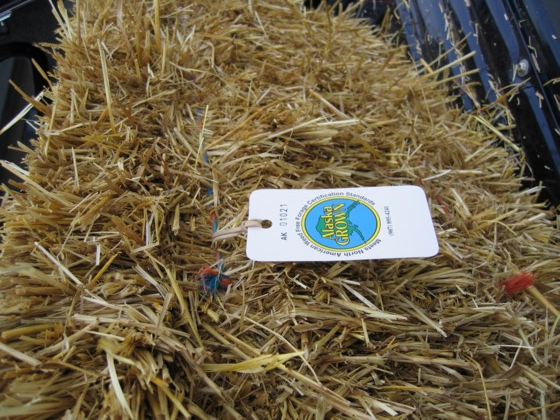 AK 01021
Meets North American Weed Free Forage Certification Standards
Alaska
GROWN